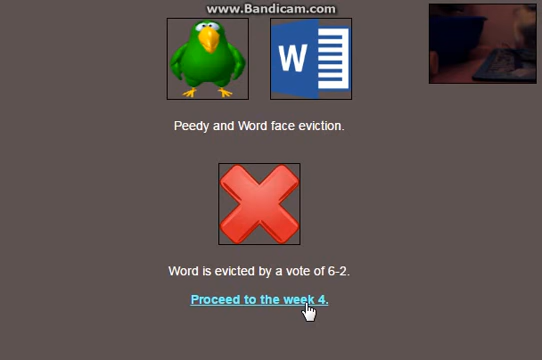 www.Bandicam.com
W
Peedy and Word face eviction.
Word is evicted by a vote of 6-2.
Proceed to the week 4.